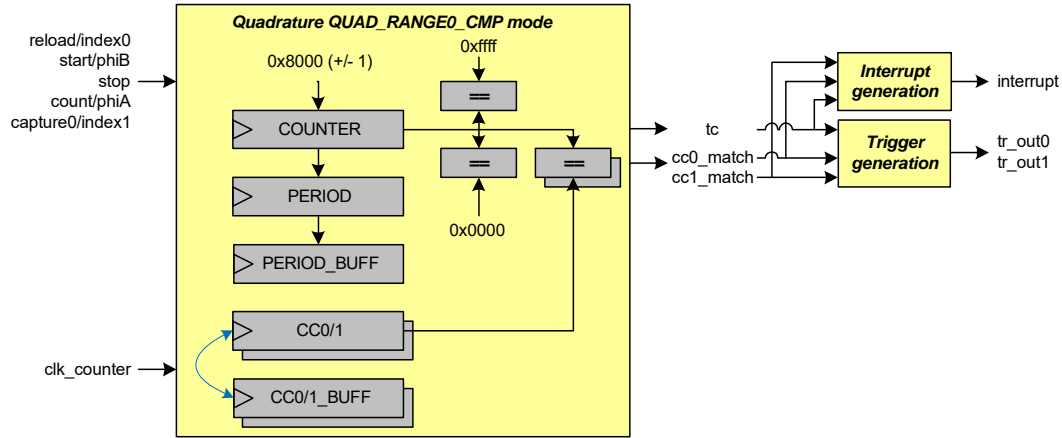 Quadrature QUAD_RANGE0_CMP mode
reload/index0
start/phiB
stop
count/phiA
capture0/index1
clk_counter
0x8000 (+/- 1)
COUNTER
PERIOD
PERIOD_BUFF
CC0/1
CC0/1_BUFF
0xffff
==
==
0x0000
==
tc
cc0_match
cc1_match
Interrupt
generation
interrupt
Trigger
generation
tr_out0
tr_out1